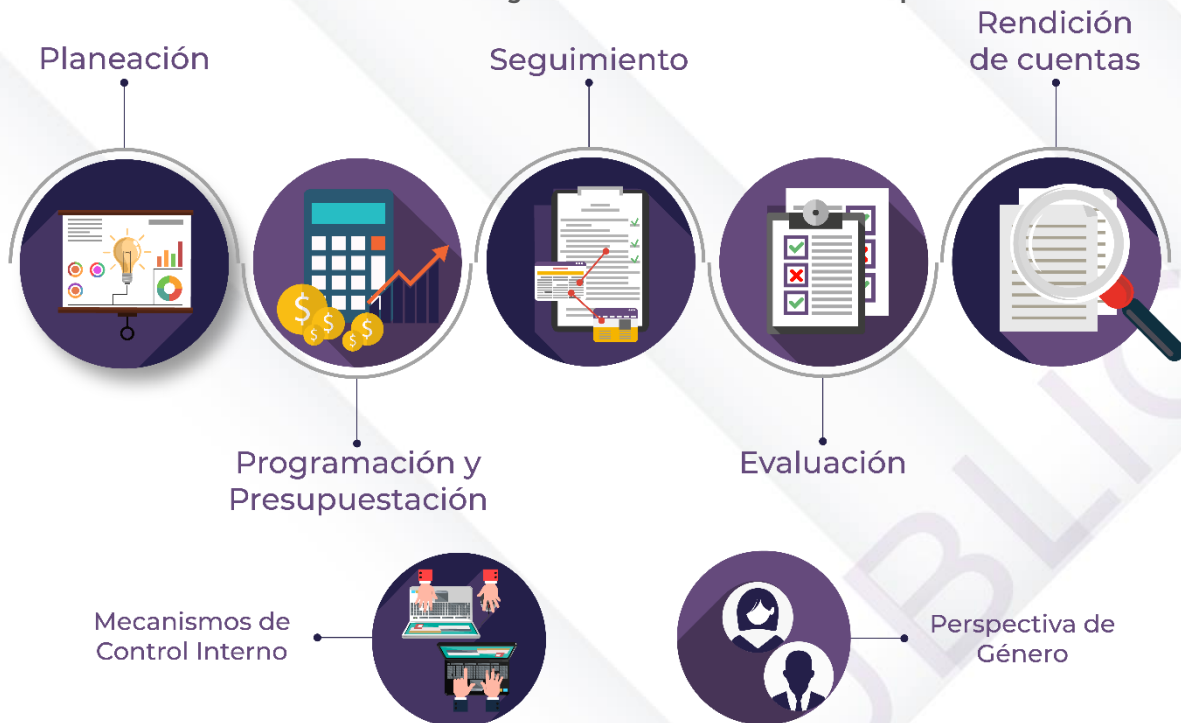 Planeación
Seguimiento
Rendición
de cuentas
Programación y
Presupuestación
Evaluación
Mecanismos de
Control Interno
Perspectiva de
Género